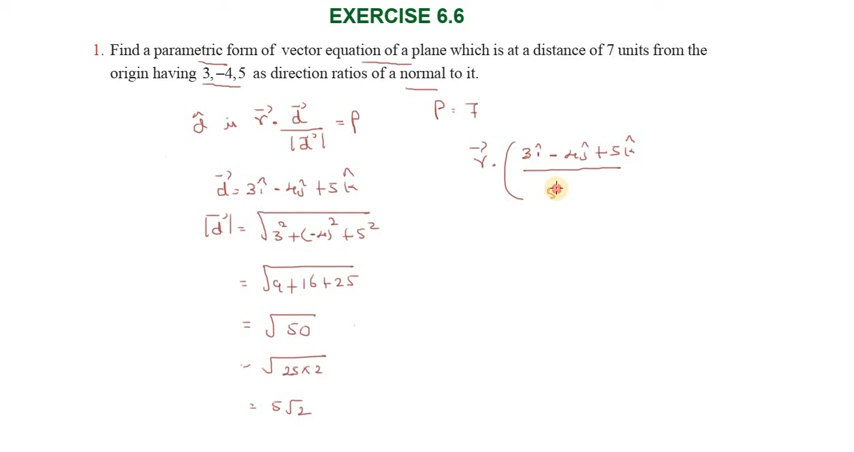 EXERCISE 6.6
1. Find a parametric form of vector equation of a plane which is at a distance of 7 units from the
origin having 3,−4,5 as direction ratios of a normal to it.
d̂ is r⃗ · d⃗ / |d⃗| = P
d⃗ = 3î − 4ĵ + 5k̂
|d⃗| = √(3² + (−4)² + 5²)
= √(9 + 16 + 25)
= √50
= √(25 × 2)
= 5√2
P = 7
r⃗ · ( 3î − 4ĵ + 5k̂ / 5